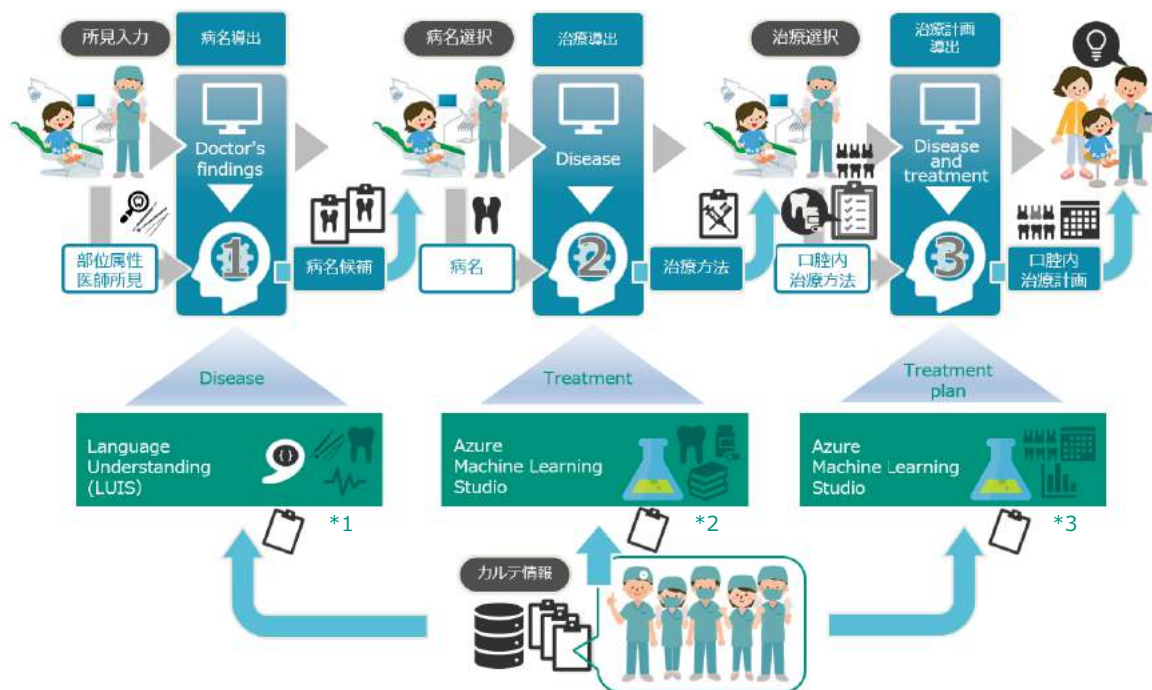 所見入力
病名導出
病名選択
治療導出
治療選択
治療計画
導出
Doctor's
findings
Disease
Disease
and
treatment
部位属性
医師所見
1
病名候補
病名
2
治療方法
口腔内
治療方法
3
口腔内
治療計画
Disease
Treatment
Treatment
plan
Language
Understanding
(LUIS)
Azure
Machine Learning
Studio
Azure
Machine Learning
Studio
*1
*2
*3
カルテ情報